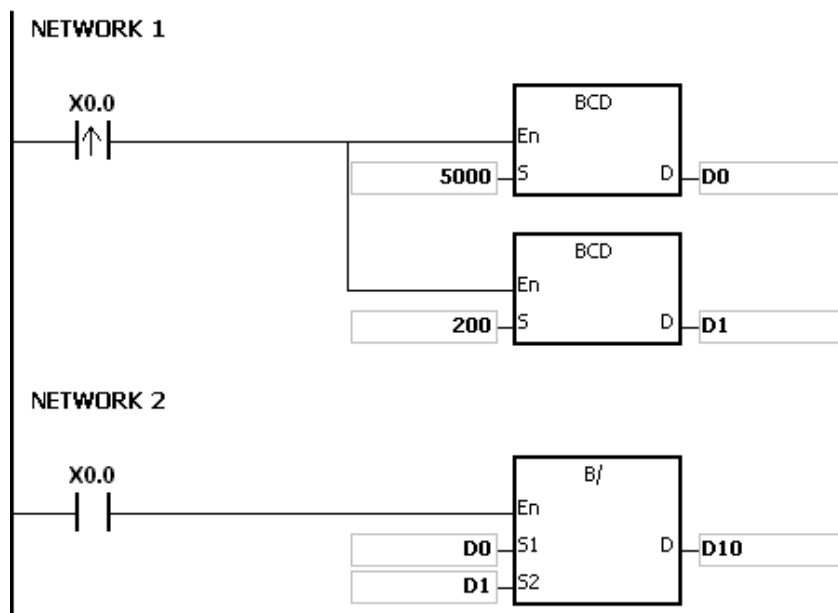 NETWORK 1
X0.0
BCD
En
5000 S D D0
BCD
En
200 S D D1
NETWORK 2
X0.0
B/
En
D0 S1 D D10
D1 S2